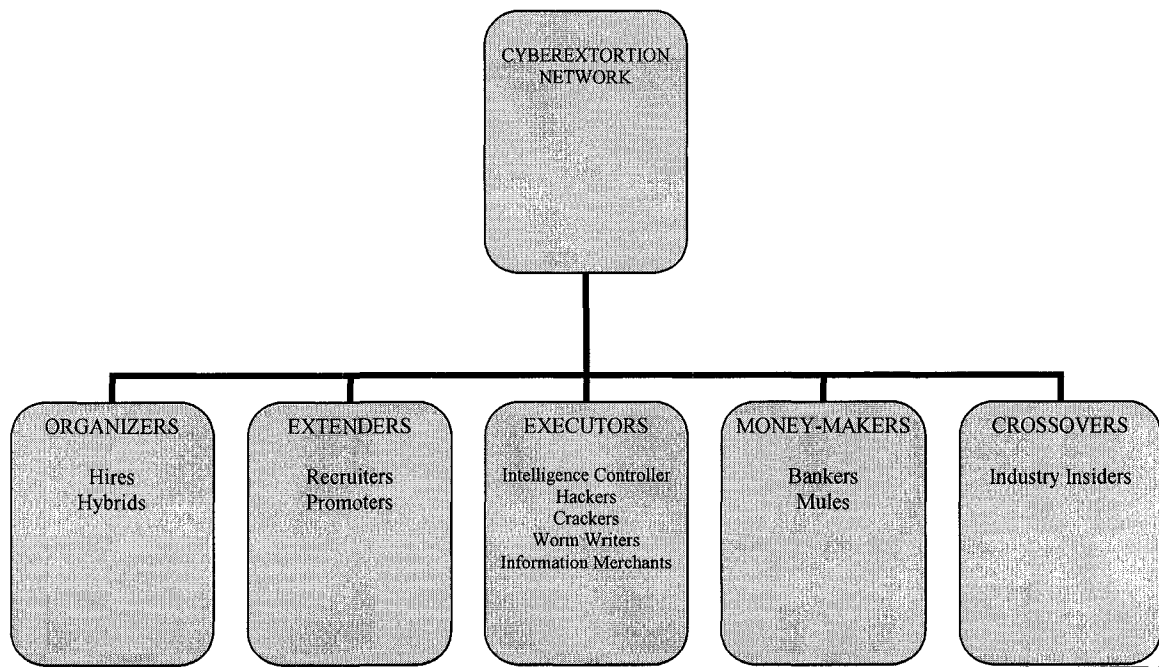 CYBEREXTORTION
NETWORK
ORGANIZERS
Hires
Hybrids
EXTENDERS
Recruiters
Promoters
EXECUTORS
Intelligence Controller
Hackers
Crackers
Worm Writers
Information Merchants
MONEY-MAKERS
Bankers
Mules
CROSSOVERS
Industry Insiders